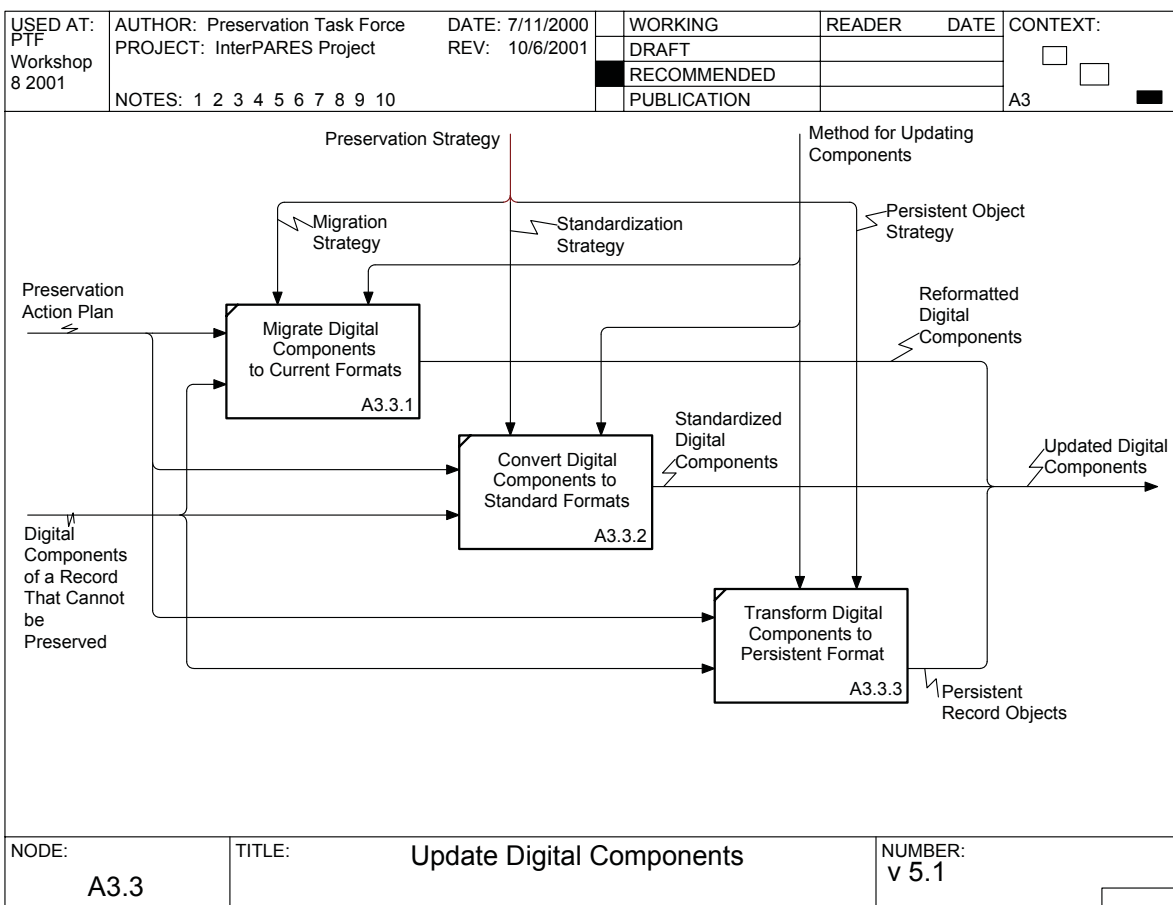 USED AT:
PTF
Workshop
8 2001
AUTHOR: Preservation Task Force
DATE: 7/11/2000
PROJECT: InterPARES Project
REV: 10/6/2001
NOTES: 1 2 3 4 5 6 7 8 9 10
WORKING
DRAFT
RECOMMENDED
PUBLICATION
READER DATE
CONTEXT:
A3
Preservation Strategy
Method for Updating
Components
Migration
Strategy
Standardization
Strategy
Persistent Object
Strategy
Preservation
Action Plan
Migrate Digital
Components
to Current Formats
A3.3.1
Reformatted
Digital
Components
Standardized
Digital
Components
Convert Digital
Components to
Standard Formats
A3.3.2
Updated Digital
Components
Digital
Components
of a Record
That Cannot
be
Preserved
Transform Digital
Components to
Persistent Format
A3.3.3
Persistent
Record Objects
NODE:
A3.3
TITLE:
Update Digital Components
NUMBER:
v 5.1